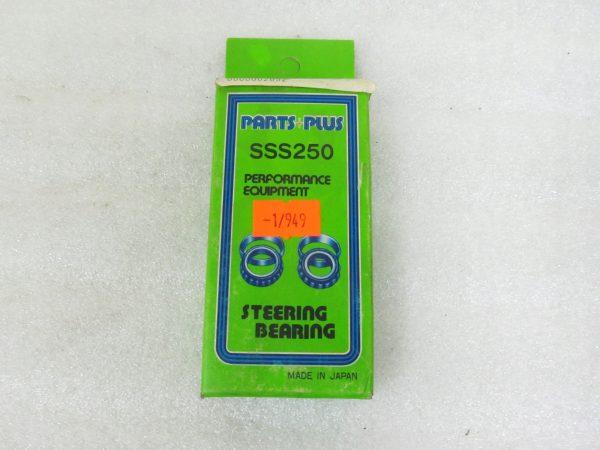 PARTS+PLUS
SSS250
PERFORMANCE
EQUIPMENT
-1/949
STEERING
BEARING
MADE IN JAPAN